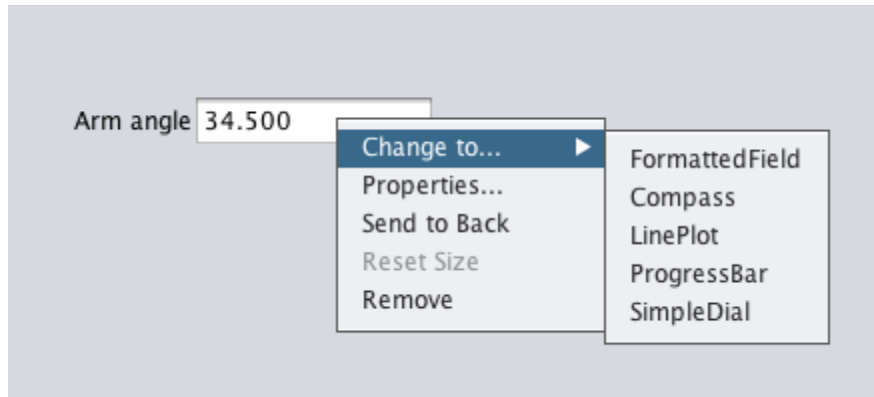 Arm angle 34.500
Change to...
Properties...
Send to Back
Reset Size
Remove
FormattedField
Compass
LinePlot
ProgressBar
SimpleDial